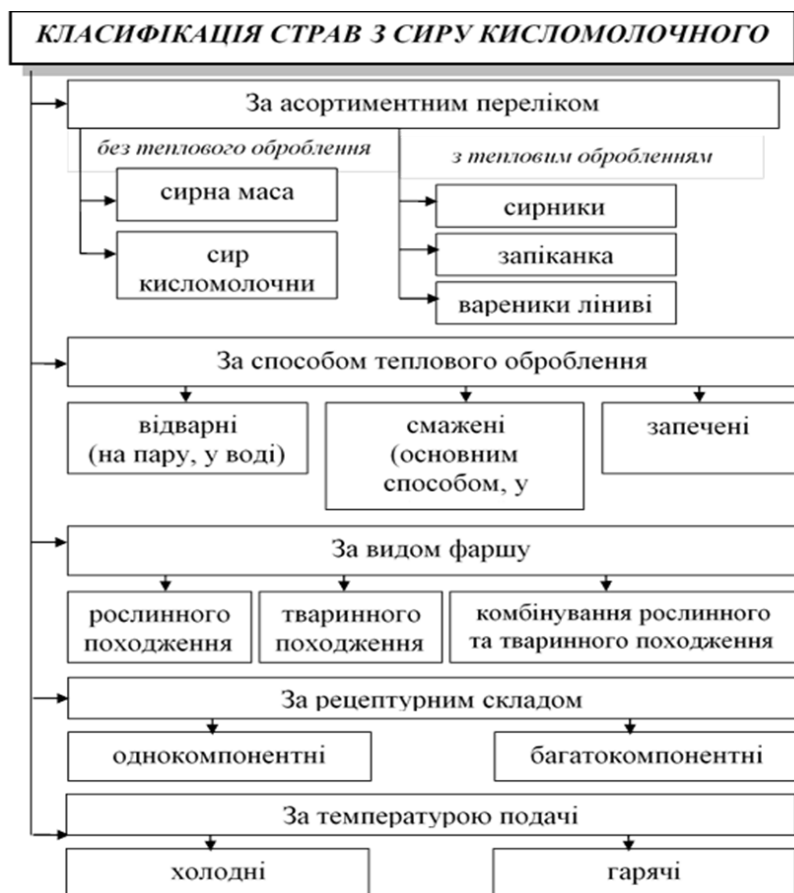 КЛАСИФІКАЦІЯ СТРАВ З СИРУ КИСЛОМОЛОЧНОГО
За асортиментним переліком
без теплового оброблення
з тепловим обробленням
сирна маса
сир
кисломолочни
сирники
запіканка
вареники ліниві
За способом теплового оброблення
відварні
(на пару, у воді)
смажені
(основним
способом, у
запечені
За видом фаршу
рослинного
походження
тваринного
походження
комбінування рослинного
та тваринного походження
За рецептурним складом
однокомпонентні
багатокомпонентні
За температурою подачі
холодні
гарячі